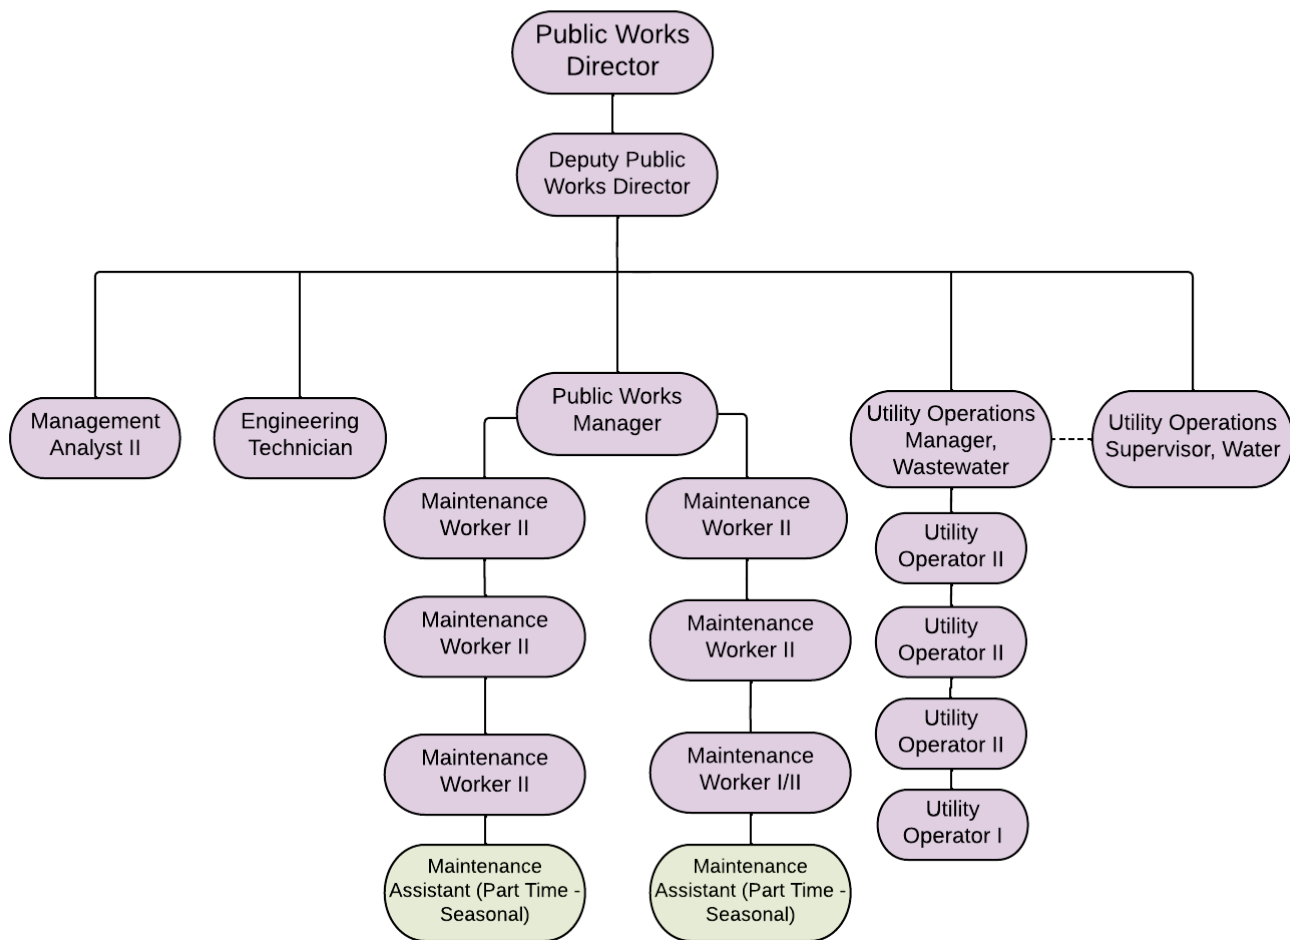 Public Works
Director
Deputy Public
Works Director
Management
Analyst II
Engineering
Technician
Public Works
Manager
Utility Operations
Manager,
Wastewater
Utility Operations
Supervisor, Water
Maintenance
Worker II
Maintenance
Worker II
Maintenance
Worker II
Maintenance
Assistant (Part Time -
Seasonal)
Maintenance
Worker II
Maintenance
Worker II
Maintenance
Worker I/II
Maintenance
Assistant (Part Time -
Seasonal)
Utility
Operator II
Utility
Operator II
Utility
Operator II
Utility
Operator I